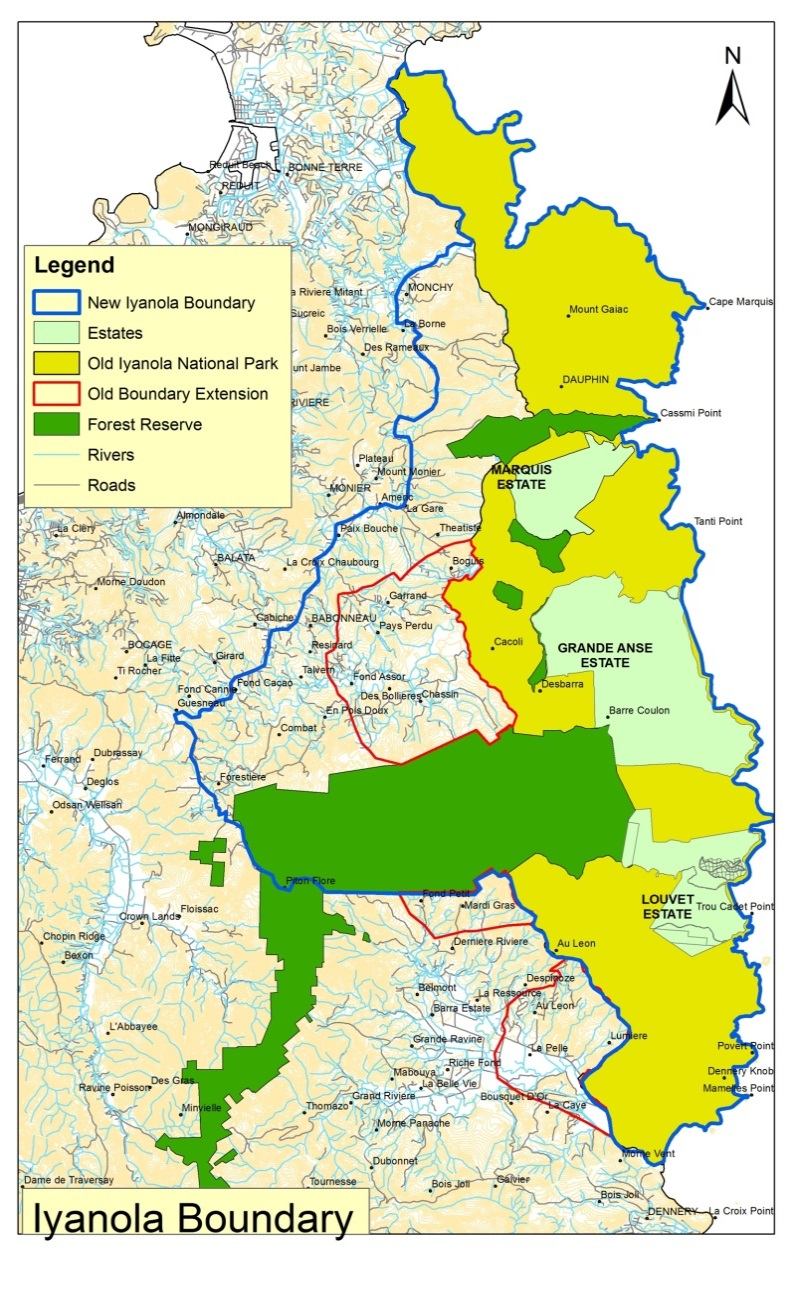 N
Reduit Beach
BONNE TERRE
REDUIT
MONGIRAUD
Legend
New Iyanola Boundary
Estates
Old Iyanola National Park
Old Boundary Extension
Forest Reserve
Rivers
Roads
a Riviere Mitant
MONCHY
Sucreic
La Borne
Bois Verrielle
Des Rameaux
unt Jambe
RIVIERE
Cape Marquis
Mount Gaiac
DAUPHIN
Cassmi Point
Plateau
Mount Monier
MONIER
Americ
La Gare
MARQUIS
ESTATE
Almondale
La Clery
Paix Bouche
Theatiste
Tanti Point
BALATA
La Croix Chaubourg
Boguis
Morne Doudon
Garrand
Cabiche
BABONNEAU
Pays Perdu
BOCAGE
La Fitte
Girard
Resinard
Cacoli
GRANDE ANSE
ESTATE
Ti Rocher
Talvern
Fond Cannie
Fond Cacao
Fond Assor
Desbarra
Guesneau
Des Bollieres
Chassin
En Pois Doux
Barre Coulon
Combat
Dubrassay
Ferrand
Deglos
Forestiere
Odsan Wellsan
Piton Flore
Fond Petit
Mardi Gras
LOUVET
ESTATE
Trou Cadet Point
Floissac
Crown Lands
Chopin Ridge
Bexon
Derniere Riviere
Au Leon
Belmont
Despinoze
La Ressource
Au Leon
Barra Estate
L'Abbayee
Grande Ravine
La Pelle
Lumiere
Povert Point
Riche Fond
Dennery Knob
Mabouya
La Belle Vie
Des Gras
Ravine Poisson
Mamelles Point
Grand Riviere
Bousquet D'Or
La Caye
Minvielle
Thomazo
Morne Panache
Morne Vent
Dubonnet
Dame de Traversay
Tournesse
Bois Joli
Galvier
Bois Joli
DENNERY
La Croix Point
Iyanola Boundary